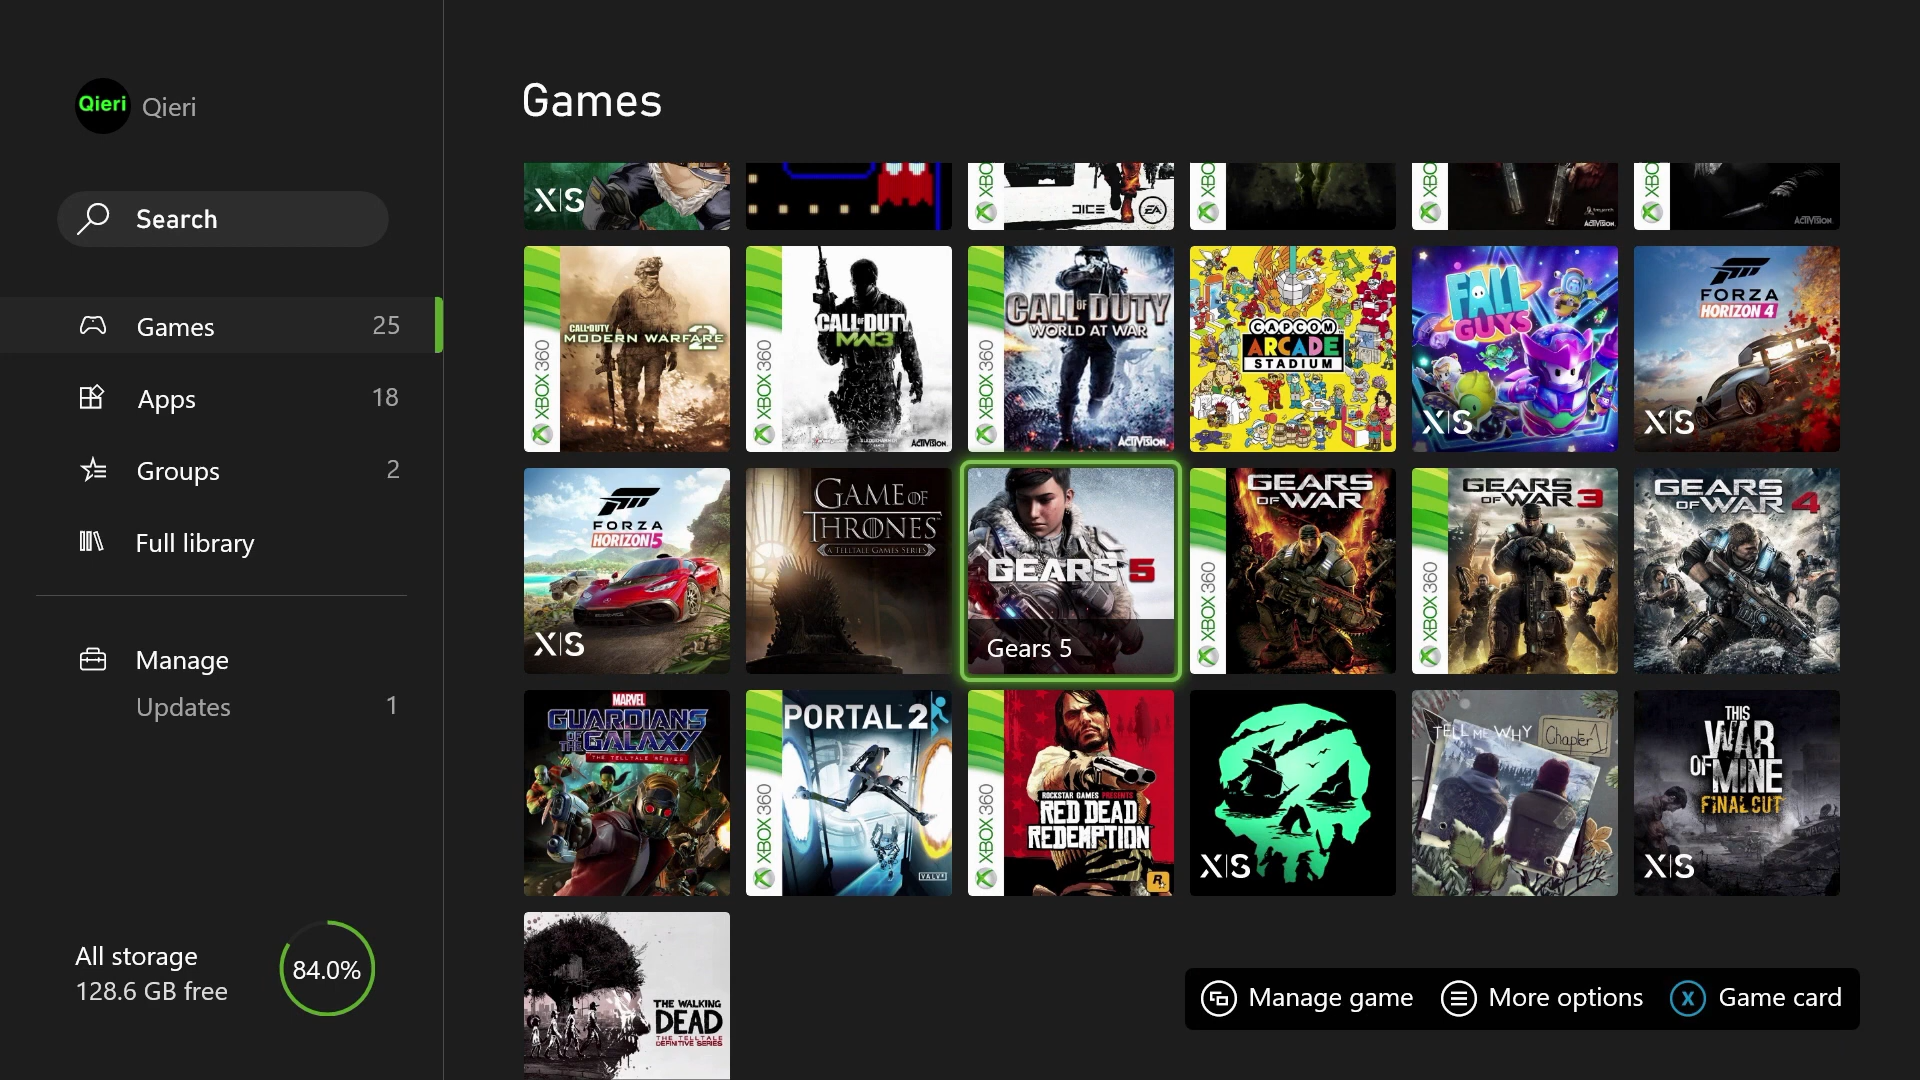 Qieri
Qieri
Search
Games 25
Apps 18
Groups 2
Full library
Manage
Updates 1
All storage
128.6 GB free
84.0%
Games
X|S
XBO
DICE
EA
XBO
XBO
ACTIVISION
XBO
ACTIVISION
XBOX 360
CALL OF DUTY
MODERN WARFARE
2
XBOX 360
CALL OF DUTY
MW3
ACTIVISION
XBOX 360
CALL OF DUTY
WORLD AT WAR
ACTIVISION
CAPCOM
ARCADE
STADIUM
FALL
GUYS
X|S
FORZA
HORIZON 4
X|S
FORZA
HORIZON 5
X|S
GAME OF
THRONES
A TELLTALE GAMES SERIES
GEARS 5
Gears 5
XBOX 360
GEARS
OF WAR
XBOX 360
GEARS
OF WAR 3
GEARS
OF WAR 4
MARVEL
GUARDIANS
OF THE GALAXY
THE TELLTALE SERIES
XBOX 360
PORTAL 2
VALVE
XBOX 360
ROCKSTAR GAMES PRESENTS
RED DEAD
REDEMPTION
R
X|S
TELL ME WHY
Chapter 1
THIS
WAR
OF MINE
FINAL CUT
X|S
THE WALKING
DEAD
THE TELLTALE
DEFINITIVE SERIES
Manage game
More options
X Game card